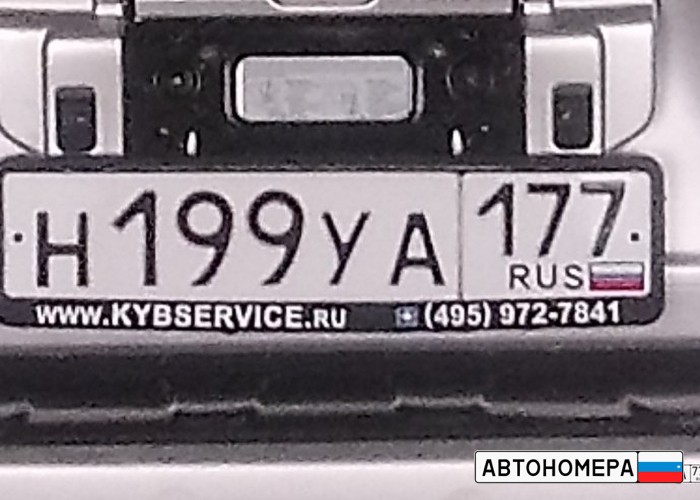 Н199УА 177
RUS
WWW.KYBSERVICE.RU (495) 972-7841
АВТОНОМЕРА